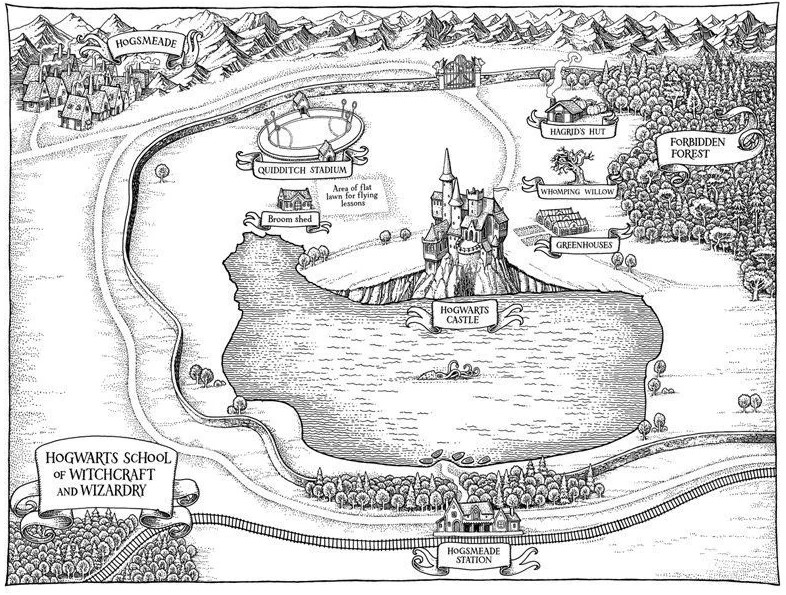 HOGSMEADE
HAGRID'S HUT
FORBIDDEN
FOREST
QUIDDITCH STADIUM
Area of flat
lawn for flying
lessons
WHOMPING WILLOW
Broom shed
GREENHOUSES
HOGWARTS
CASTLE
HOGWARTS SCHOOL
OF WITCHCRAFT
AND WIZARDRY
HOGSMEADE
STATION